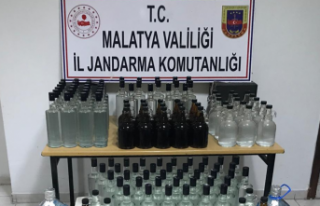 T.C.
MALATYA VALİLİĞİ
İL JANDARMA KOMUTANLIĞI